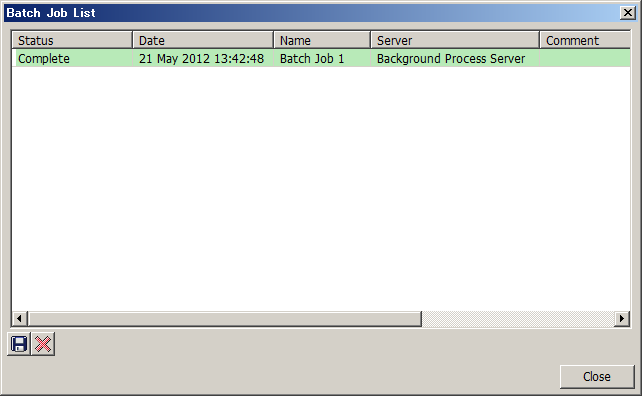 Batch Job List
Status Date Name Server Comment
Complete 21 May 2012 13:42:48 Batch Job 1 Background Process Server
Close